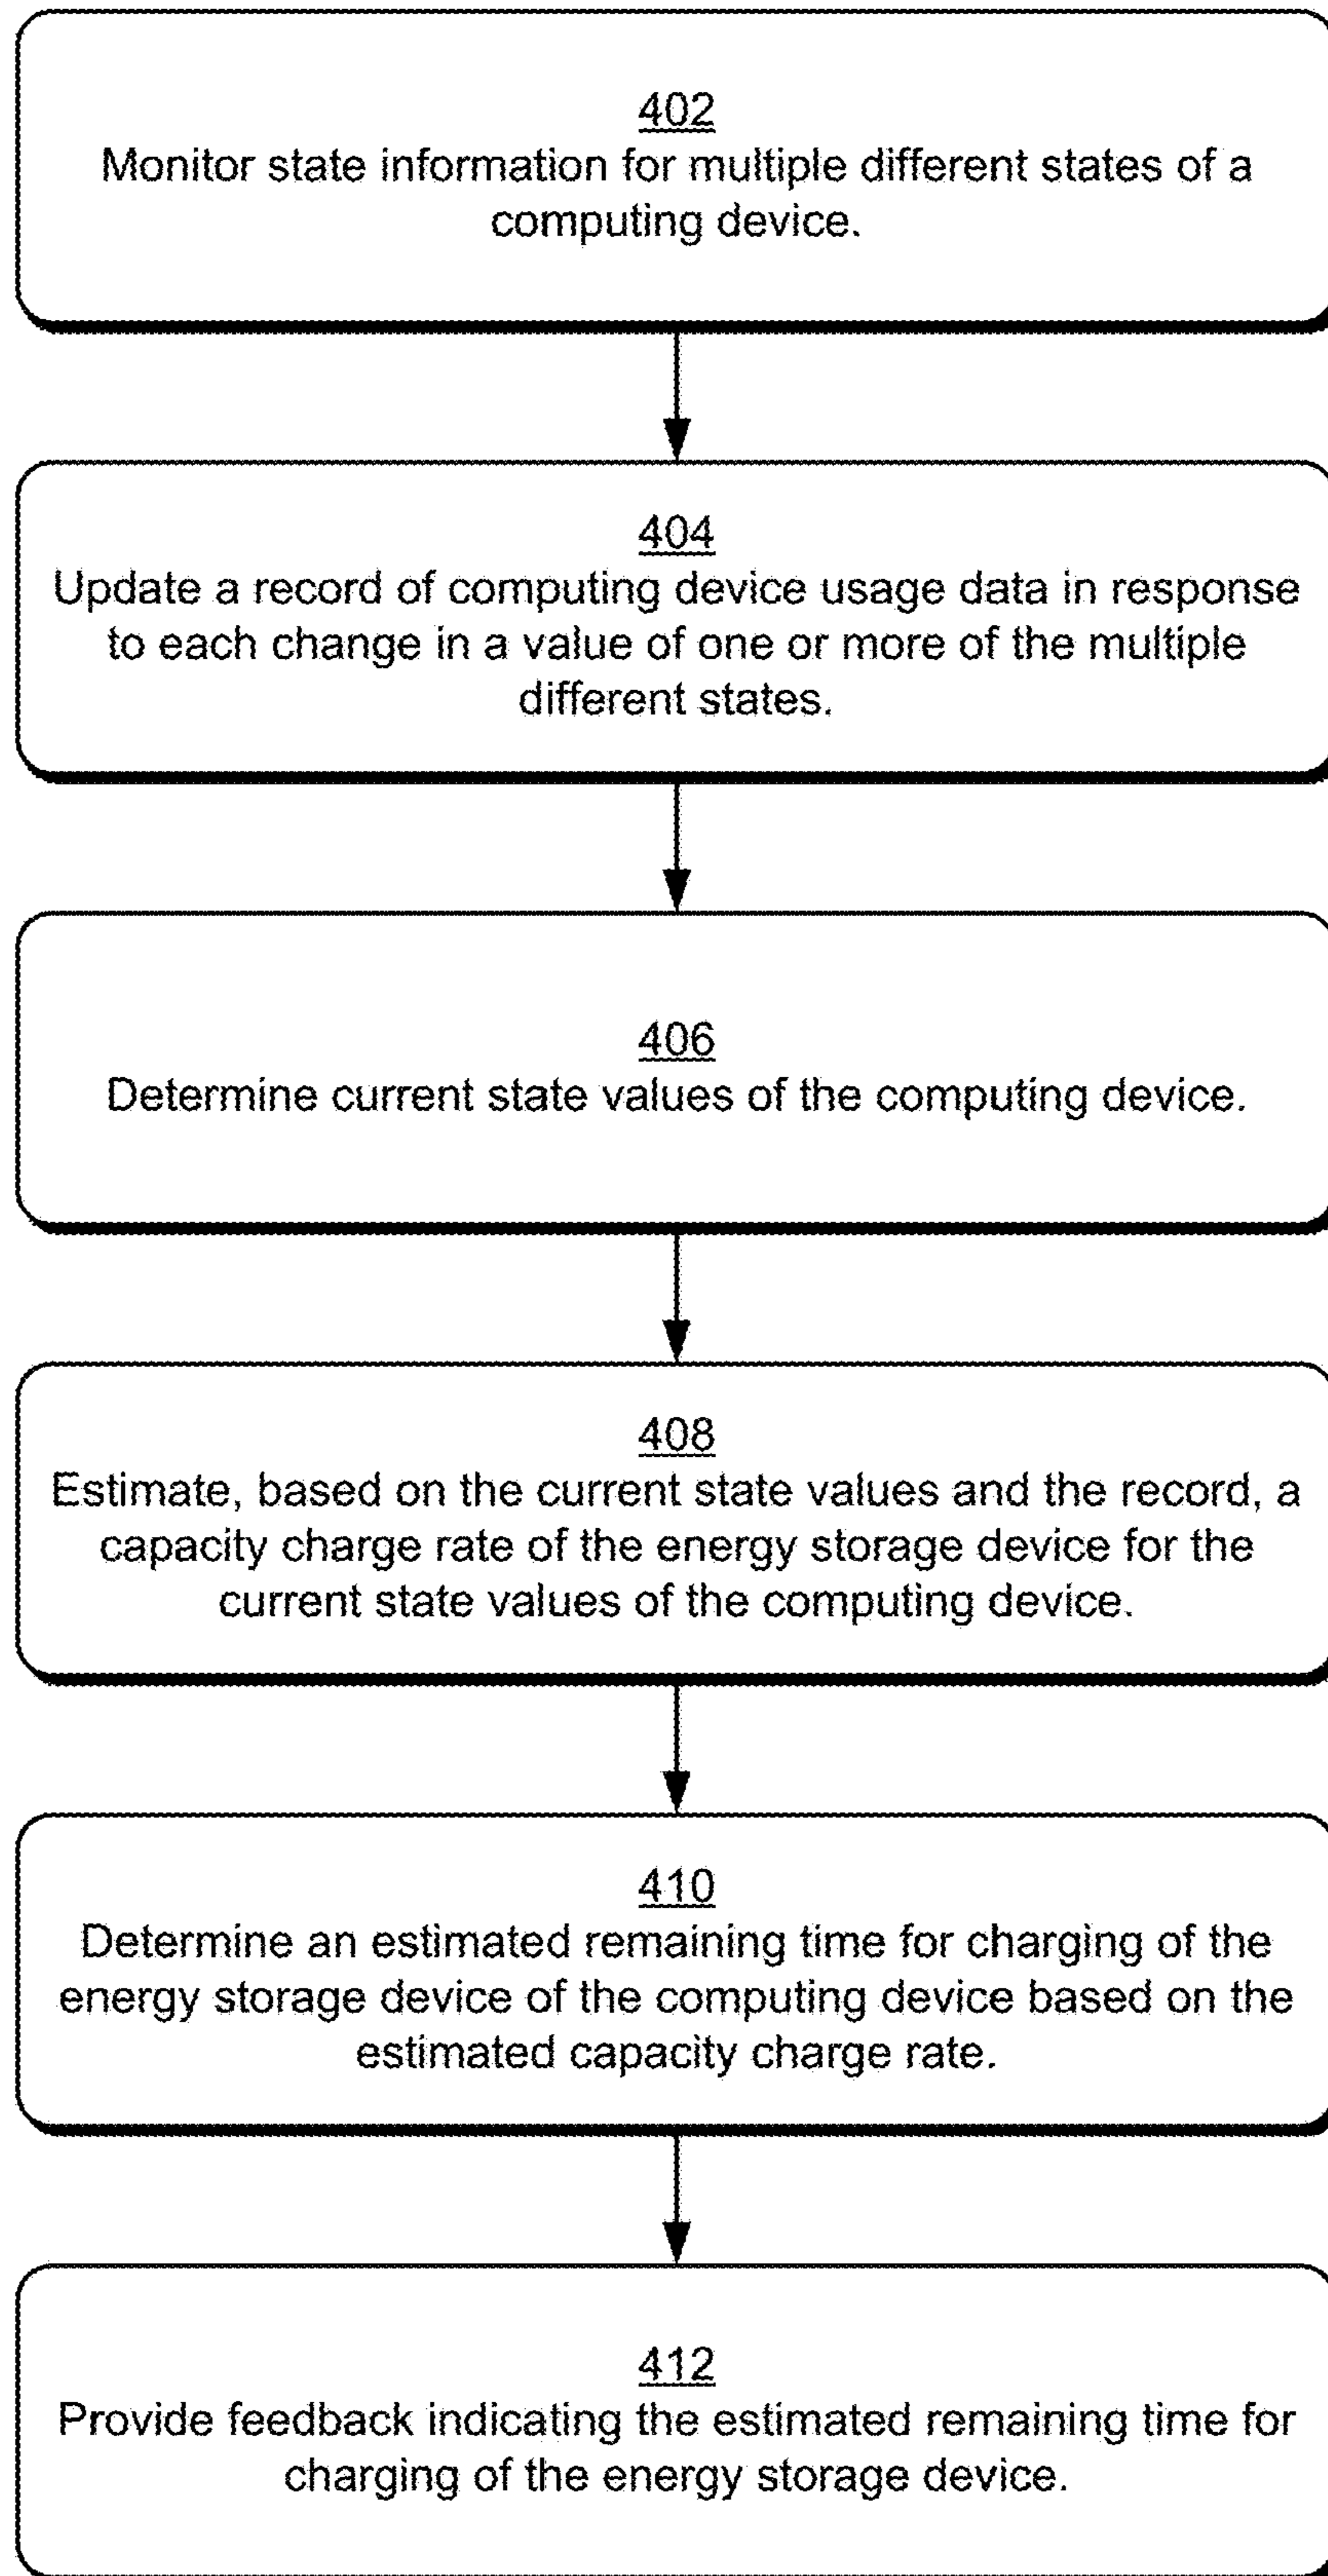 402
Monitor state information for multiple different states of a
computing device.
404
Update a record of computing device usage data in response
to each change in a value of one or more of the multiple
different states.
406
Determine current state values of the computing device.
408
Estimate, based on the current state values and the record, a
capacity charge rate of the energy storage device for the
current state values of the computing device.
410
Determine an estimated remaining time for charging of the
energy storage device of the computing device based on the
estimated capacity charge rate.
412
Provide feedback indicating the estimated remaining time for
charging of the energy storage device.